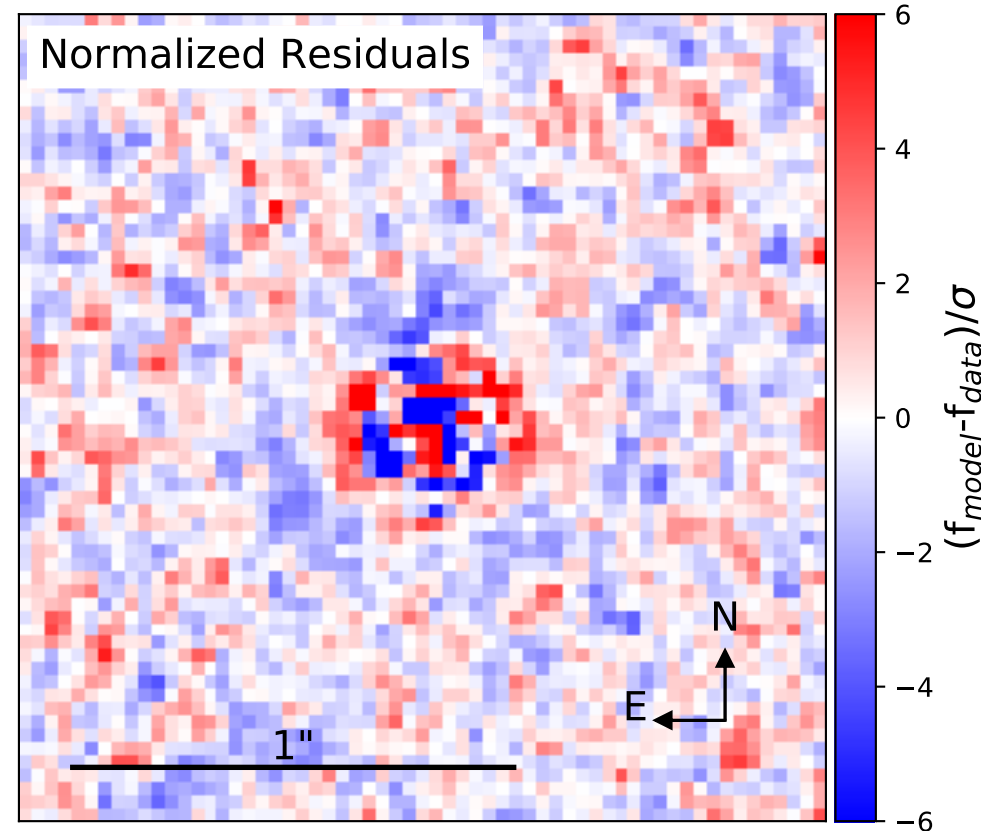 Normalized Residuals
6
4
2
0
−2
−4
−6
(f_model-f_data)/σ
N
E
1"